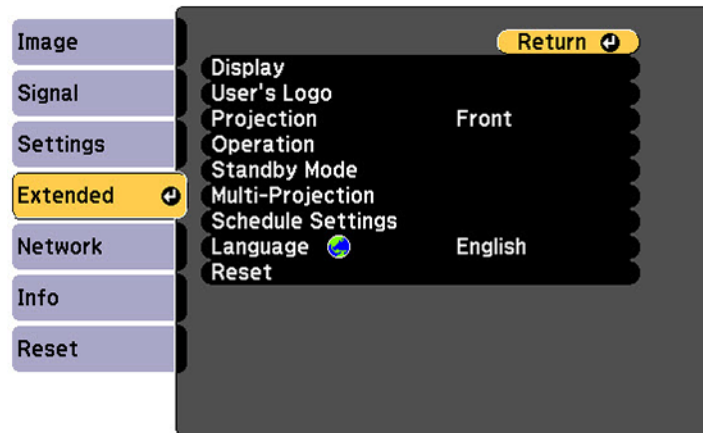 Image
Signal
Settings
Extended
Network
Info
Reset
Return
Display
User's Logo
Projection Front
Operation
Standby Mode
Multi-Projection
Schedule Settings
Language English
Reset